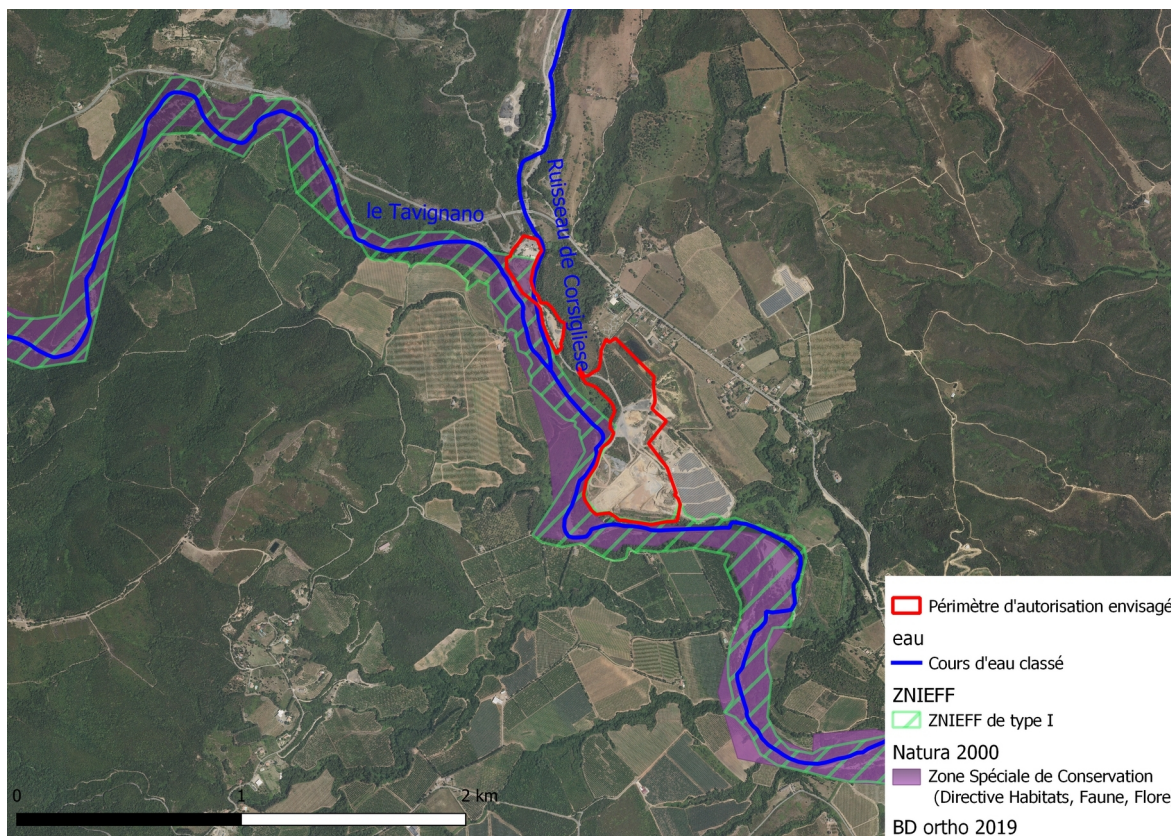 le Tavignano
Ruisseau de Corsigliese
Périmètre d'autorisation envisagé
eau
Cours d'eau classé
ZNIEFF
ZNIEFF de type I
Natura 2000
Zone Spéciale de Conservation
(Directive Habitats, Faune, Flore
BD ortho 2019
0 1 2 km